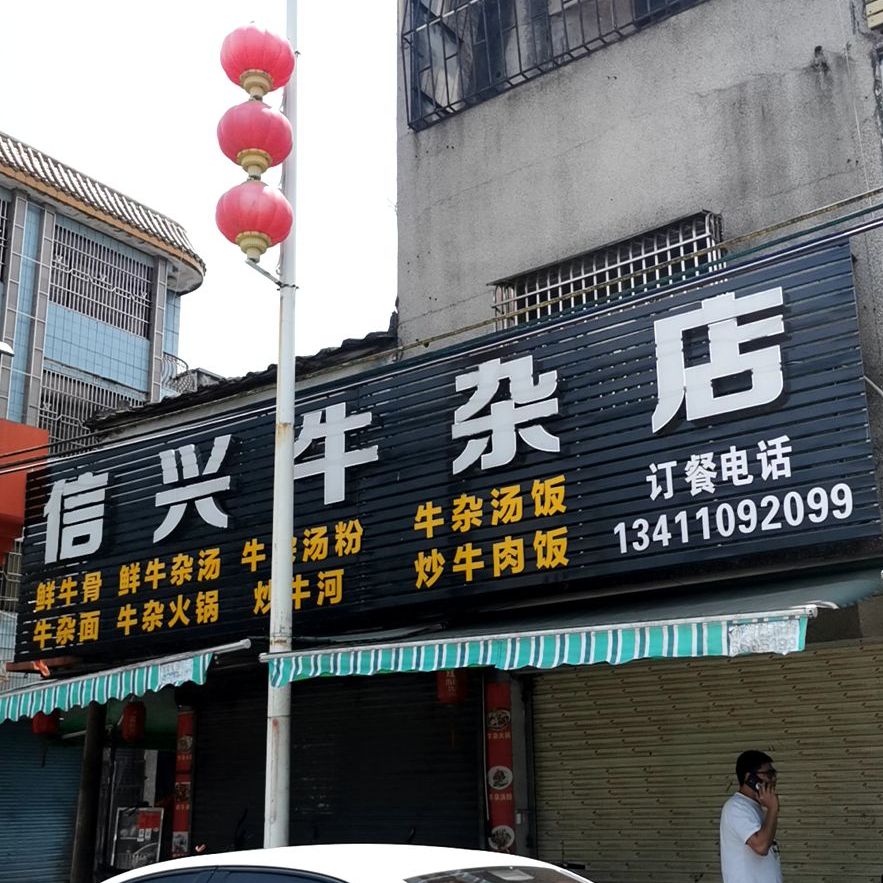 信兴牛杂店
鲜牛骨 鲜牛杂汤 牛杂汤粉 牛杂汤饭 订餐电话
牛杂面 牛杂火锅 炒牛河 炒牛肉饭 13411092099